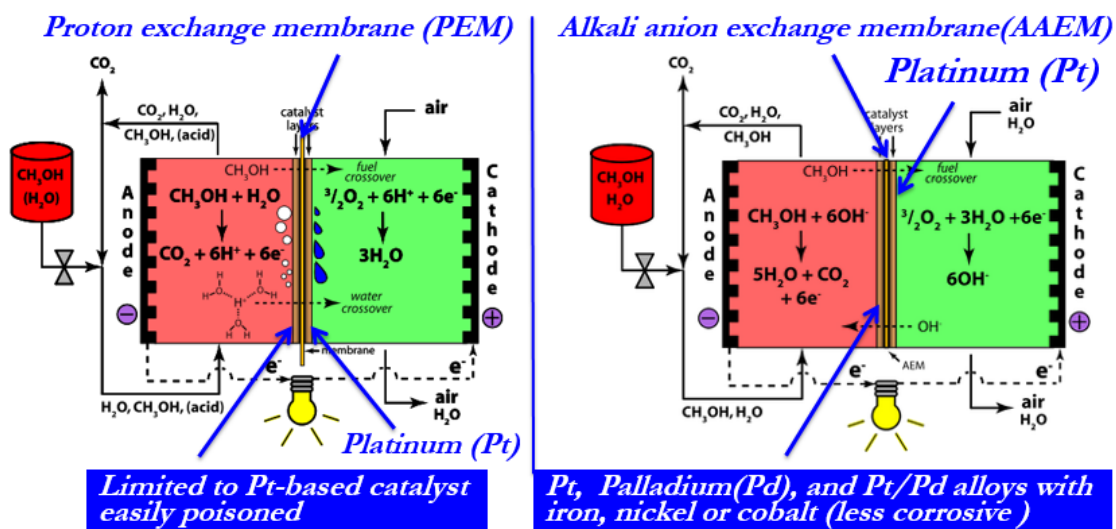 Proton exchange membrane (PEM)
CO₂
CO₂, H₂O,
CH₃OH, (acid)
catalyst
layers
air
CH₃OH
(H₂O)
Anode
CH₃OH
fuel
crossover
CH₃OH + H₂O
CO₂ + 6H⁺ + 6e⁻
³/₂O₂ + 6H⁺ + 6e⁻
3H₂O
Cathode
H
O
H
H
O
H
H⁺
O
H
H
water
crossover
−
+
membrane
e⁻
e⁻
H₂O, CH₃OH, (acid)
air
H₂O
Platinum (Pt)
Limited to Pt-based catalyst
easily poisoned
Alkali anion exchange membrane(AAEM)
Platinum (Pt)
CO₂
CO₂, H₂O,
CH₃OH
catalyst
layers
air
H₂O
CH₃OH
H₂O
Anode
CH₃OH
fuel
crossover
CH₃OH + 6OH⁻
5H₂O + CO₂
+ 6e⁻
³/₂O₂ + 3H₂O +6e⁻
6OH⁻
Cathode
OH⁻
−
+
AEM
e⁻
e⁻
CH₃OH, H₂O
air
H₂O
Pt, Palladium(Pd), and Pt/Pd alloys with
iron, nickel or cobalt (less corrosive )